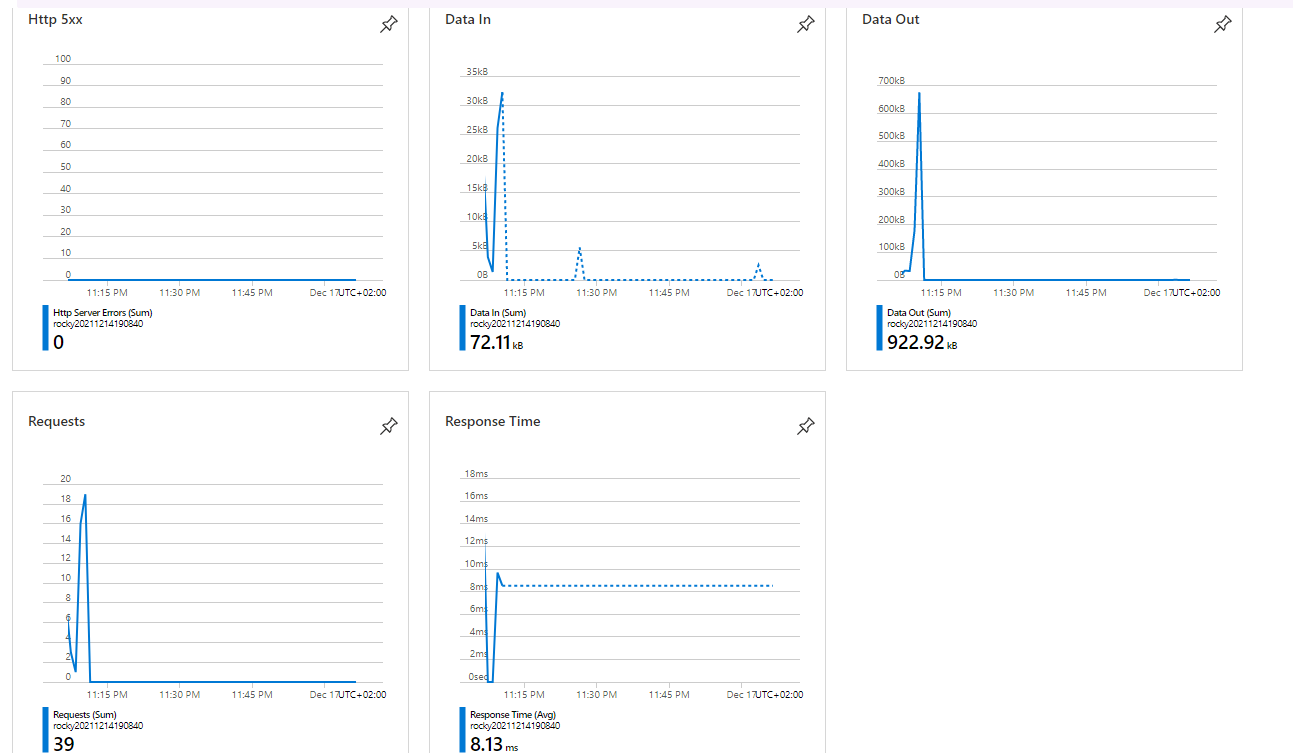 Http 5xx
100
90
80
70
60
50
40
30
20
10
0
11:15 PM 11:30 PM 11:45 PM Dec 17 UTC+02:00
Http Server Errors (Sum)
rocky20211214190840
0
Data In
35kB
30kB
25kB
20kB
15kB
10kB
5kB
0B
11:15 PM 11:30 PM 11:45 PM Dec 17 UTC+02:00
Data In (Sum)
rocky20211214190840
72.11 kB
Data Out
700kB
600kB
500kB
400kB
300kB
200kB
100kB
0B
11:15 PM 11:30 PM 11:45 PM Dec 17 UTC+02:00
Data Out (Sum)
rocky20211214190840
922.92 kB
Requests
20
18
16
14
12
10
8
6
4
2
0
11:15 PM 11:30 PM 11:45 PM Dec 17 UTC+02:00
Requests (Sum)
rocky20211214190840
39
Response Time
18ms
16ms
14ms
12ms
10ms
8ms
6ms
4ms
2ms
0sec
11:15 PM 11:30 PM 11:45 PM Dec 17 UTC+02:00
Response Time (Avg)
rocky20211214190840
8.13 ms